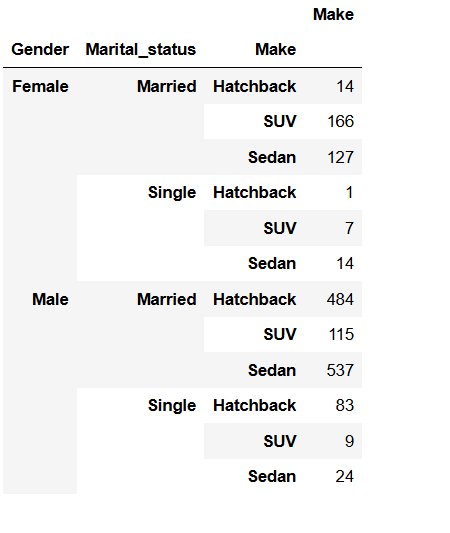 Make
Gender Marital_status Make
Female Married Hatchback 14
SUV 166
Sedan 127
Single Hatchback 1
SUV 7
Sedan 14
Male Married Hatchback 484
SUV 115
Sedan 537
Single Hatchback 83
SUV 9
Sedan 24